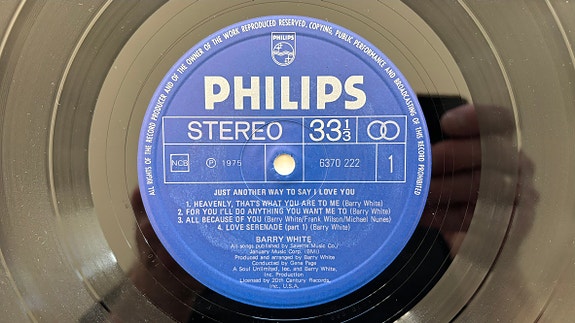 ALL RIGHTS OF THE RECORD PRODUCER AND OF THE OWNER OF THE WORK REPRODUCED RESERVED. COPYING, PUBLIC PERFORMANCE AND BROADCASTING OF THIS RECORD PROHIBITED
PHILIPS
PHILIPS
STEREO 33 1/3
NCB Ⓟ 1975 6370 222 1
JUST ANOTHER WAY TO SAY I LOVE YOU
1. HEAVENLY, THAT'S WHAT YOU ARE TO ME (Barry White)
2. FOR YOU I'LL DO ANYTHING YOU WANT ME TO (Barry White)
3. ALL BECAUSE OF YOU (Barry White/Frank Wilson/Michael Nunes)
4. LOVE SERENADE (part 1) (Barry White)
BARRY WHITE
All songs published by Savette Music Co./
January Music Corp. (BMI)
Produced and arranged by Barry White
Conducted by Gene Page
A Soul Unlimited, Inc. and Barry White,
Inc. Production
Licensed by 20th Century Records,
Inc., U.S.A.